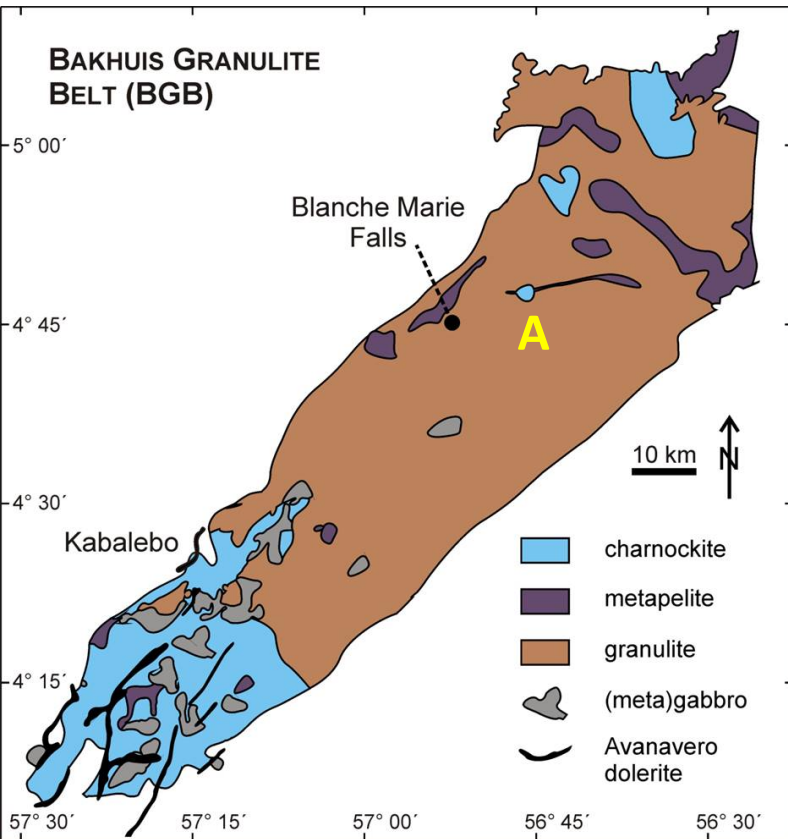 BAKHUIS GRANULITE
BELT (BGB)
5° 00´
Blanche Marie
Falls
4° 45´
A
10 km
N
4° 30´
Kabalebo
charnockite
metapelite
granulite
4° 15´
(meta)gabbro
Avanavero
dolerite
57° 30´
57° 15´
57° 00´
56° 45´
56° 30´